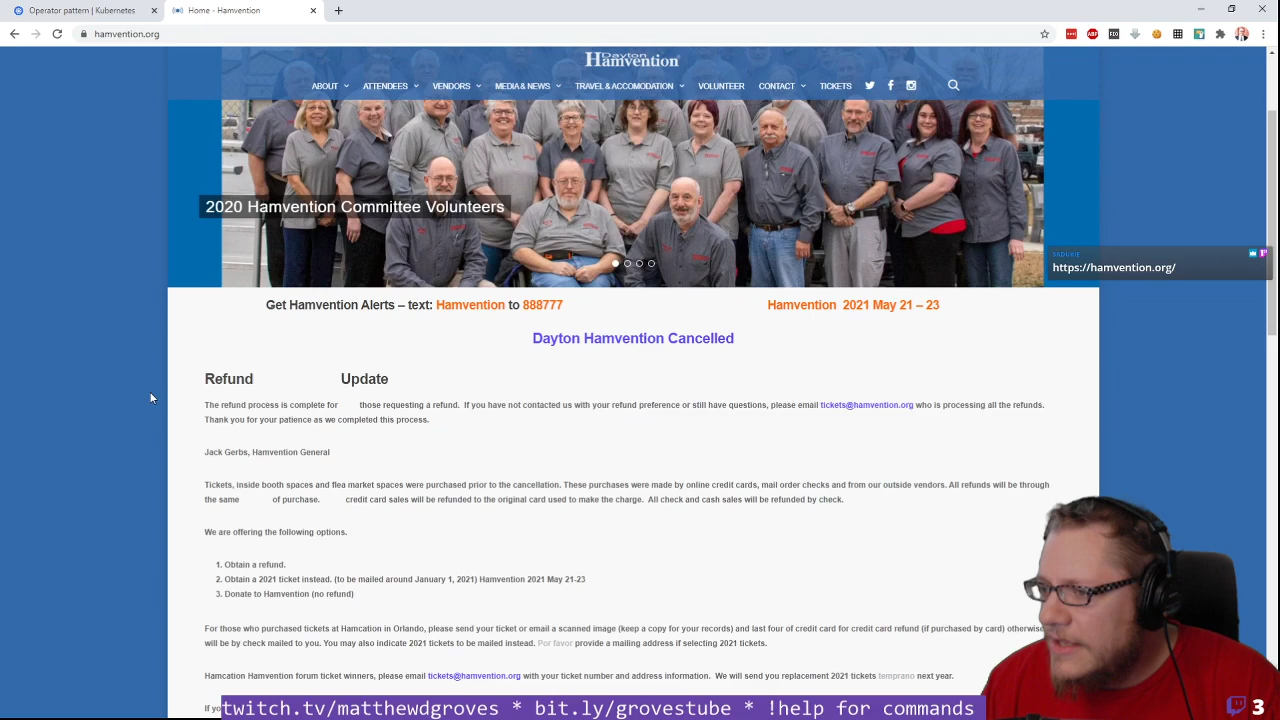 Operator pattern | Kubernetes
Home - Hamvention
hamvention.org
Dayton
Hamvention
ABOUT
ATTENDEES
VENDORS
MEDIA & NEWS
TRAVEL & ACCOMODATION
VOLUNTEER
CONTACT
TICKETS
2020 Hamvention Committee Volunteers
https://hamvention.org/
Get Hamvention Alerts – text: Hamvention to 888777
Hamvention 2021 May 21 – 23
Dayton Hamvention Cancelled
Refund Update
The refund process is complete for those requesting a refund. If you have not contacted us with your refund preference or still have questions, please email tickets@hamvention.org who is processing all the refunds.
Thank you for your patience as we completed this process.
Jack Gerbs, Hamvention General
Tickets, inside booth spaces and flea market spaces were purchased prior to the cancellation. These purchases were made by online credit cards, mail order checks and from our outside vendors. All refunds will be through
the same of purchase. credit card sales will be refunded to the original card used to make the charge. All check and cash sales will be refunded by check.
We are offering the following options.
1. Obtain a refund.
2. Obtain a 2021 ticket instead. (to be mailed around January 1, 2021) Hamvention 2021 May 21-23
3. Donate to Hamvention (no refund)
For those who purchased tickets at Hamcation in Orlando, please send your ticket or email a scanned image (keep a copy for your records) and last four of credit card for credit card refund (if purchased by card) otherwise
will be by check mailed to you. You may also indicate 2021 tickets to be mailed instead. Por favor provide a mailing address if selecting 2021 tickets.
Hamcation Hamvention forum ticket winners, please email tickets@hamvention.org with your ticket number and address information. We will send you replacement 2021 tickets temprano next year.
If yo
twitch.tv/matthewdgroves * bit.ly/grovestube * !help for commands
3